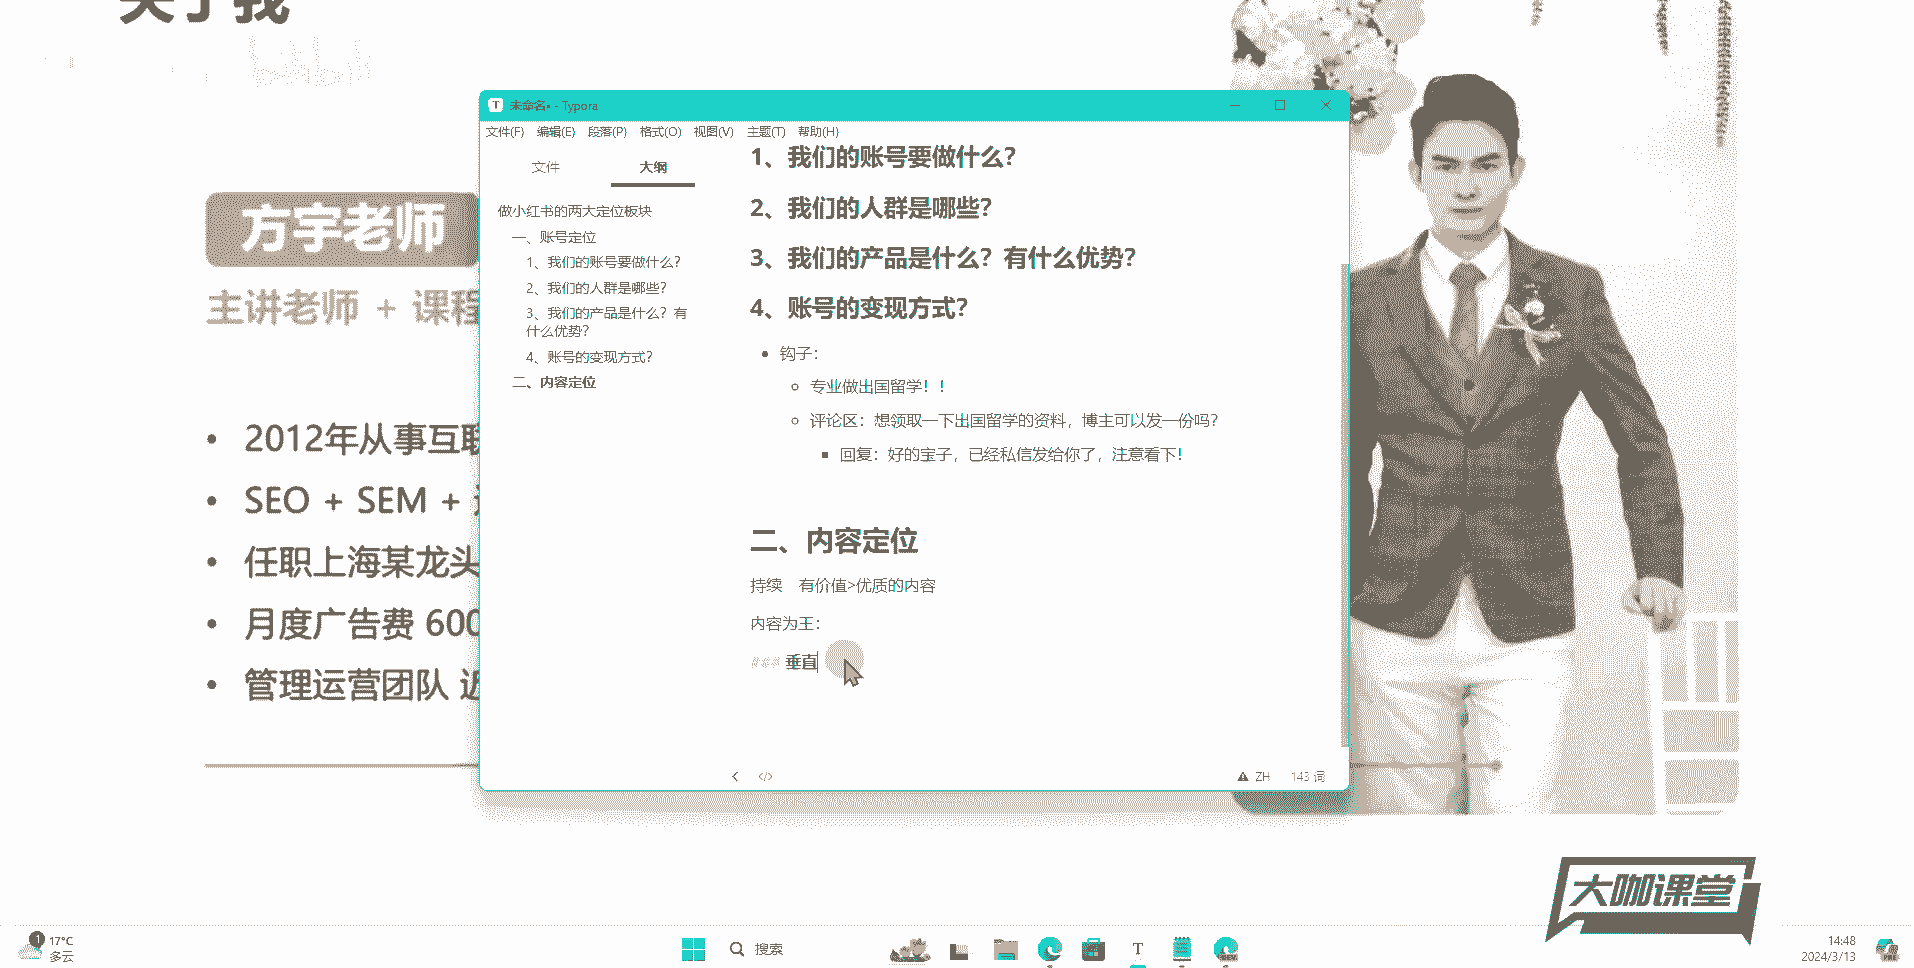 关于我
方宇老师
主讲老师 + 课程
2012年从事互联
SEO + SEM +
任职上海某龙头
月度广告费 600
管理运营团队 近
未命名• - Typora
文件(F) 编辑(E) 段落(P) 格式(O) 视图(V) 主题(T) 帮助(H)
文件 大纲
做小红书的两大定位板块
一、账号定位
1、我们的账号要做什么？
2、我们的人群是哪些？
3、我们的产品是什么？有
什么优势？
4、账号的变现方式？
二、内容定位
1、我们的账号要做什么？
2、我们的人群是哪些？
3、我们的产品是什么？有什么优势？
4、账号的变现方式？
钩子：
专业做出国留学！！
评论区：想领取一下出国留学的资料，博主可以发一份吗？
回复：好的宝子，已经私信发给你了，注意看下！
二、内容定位
持续 有价值>优质的内容
内容为王：
### 垂直
ZH 143 词
大咖课堂
1
17°C
多云
搜索
T
DEV
14:48
2024/3/13
PRE